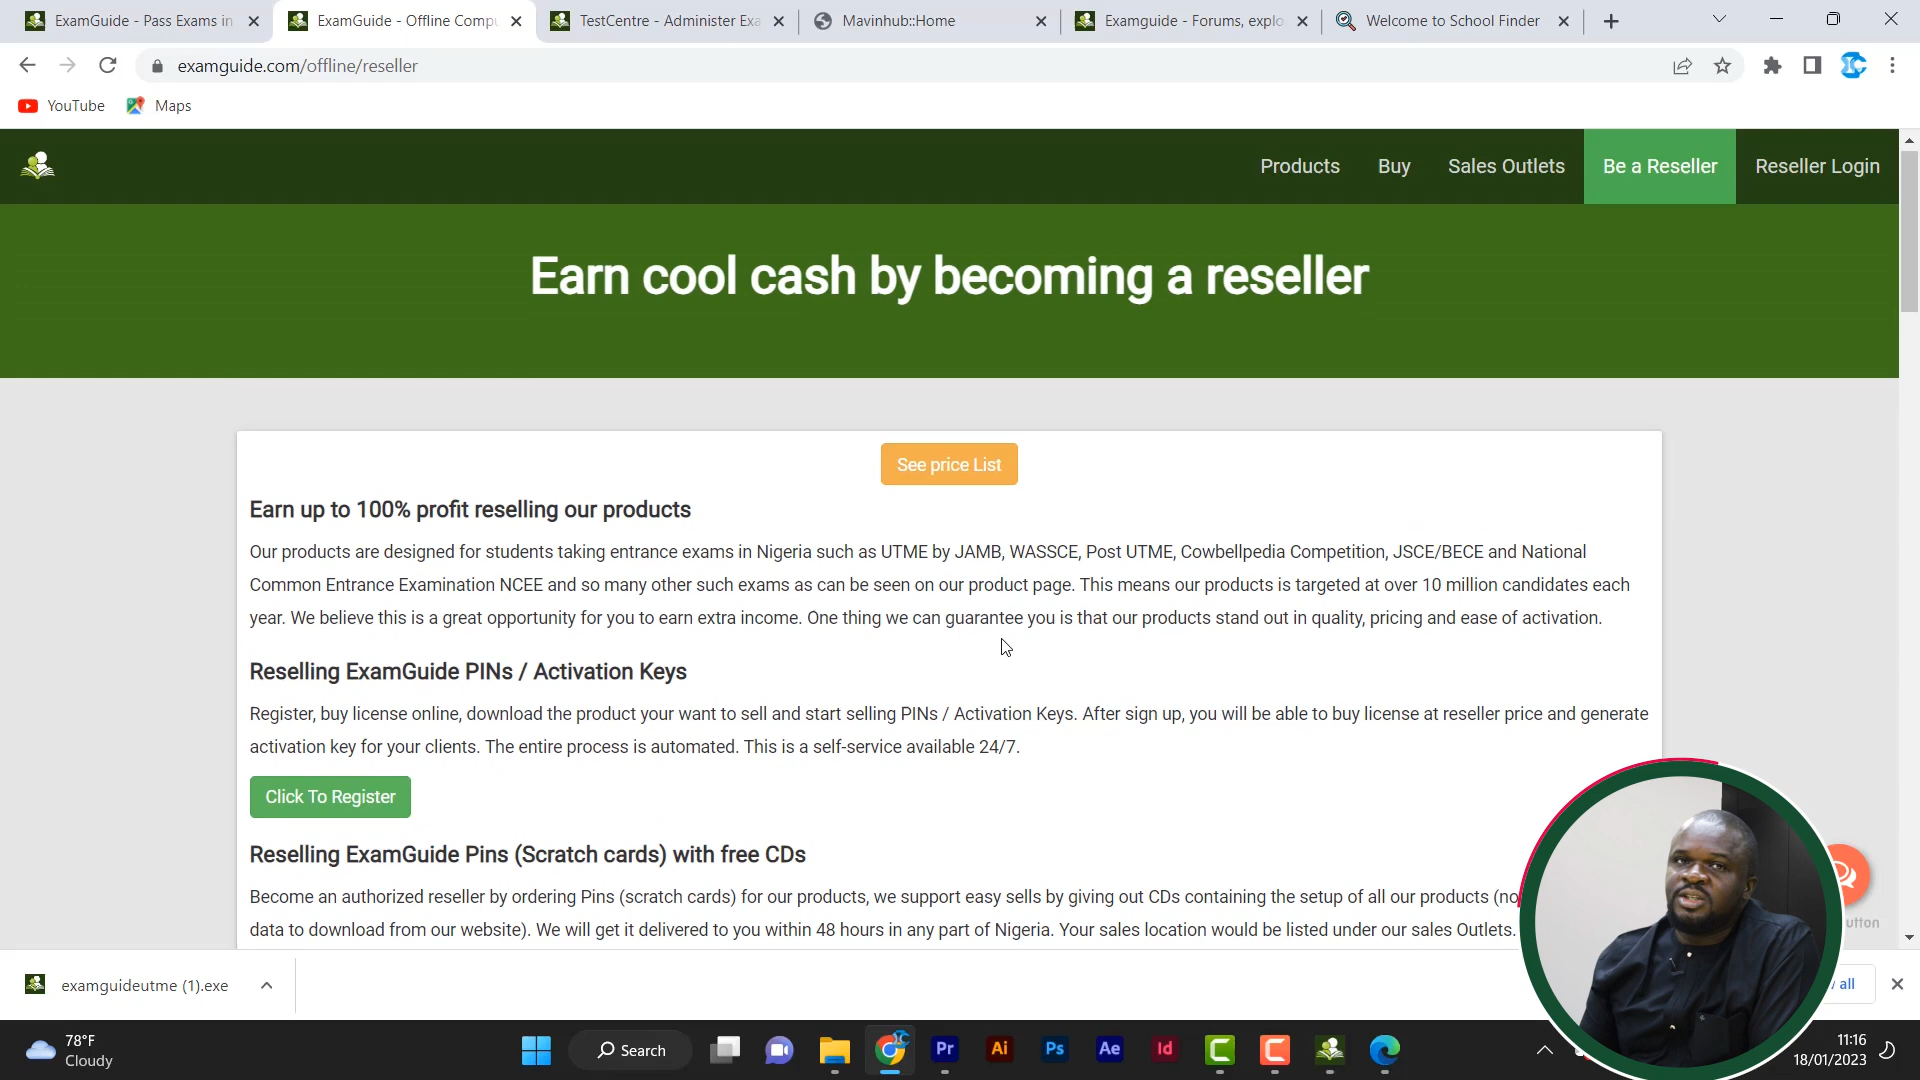 ExamGuide - Pass Exams in
ExamGuide - Offline Compu
TestCentre - Administer Exa
Mavinhub::Home
Examguide - Forums, explo
Welcome to School Finder
examguide.com/offline/reseller
YouTube
Maps
Products
Buy
Sales Outlets
Be a Reseller
Reseller Login
Earn cool cash by becoming a reseller
See price List
Earn up to 100% profit reselling our products
Our products are designed for students taking entrance exams in Nigeria such as UTME by JAMB, WASSCE, Post UTME, Cowbellpedia Competition, JSCE/BECE and National
Common Entrance Examination NCEE and so many other such exams as can be seen on our product page. This means our products is targeted at over 10 million candidates each
year. We believe this is a great opportunity for you to earn extra income. One thing we can guarantee you is that our products stand out in quality, pricing and ease of activation.
Reselling ExamGuide PINs / Activation Keys
Register, buy license online, download the product your want to sell and start selling PINs / Activation Keys. After sign up, you will be able to buy license at reseller price and generate
activation key for your clients. The entire process is automated. This is a self-service available 24/7.
Click To Register
Reselling ExamGuide Pins (Scratch cards) with free CDs
Become an authorized reseller by ordering Pins (scratch cards) for our products, we support easy sells by giving out CDs containing the setup of all our products (no
data to download from our website). We will get it delivered to you within 48 hours in any part of Nigeria. Your sales location would be listed under our sales Outlets.
utton
examguideutme (1).exe
all
78°F
Cloudy
Search
Pr
Ai
Ps
Ae
Id
11:16
18/01/2023